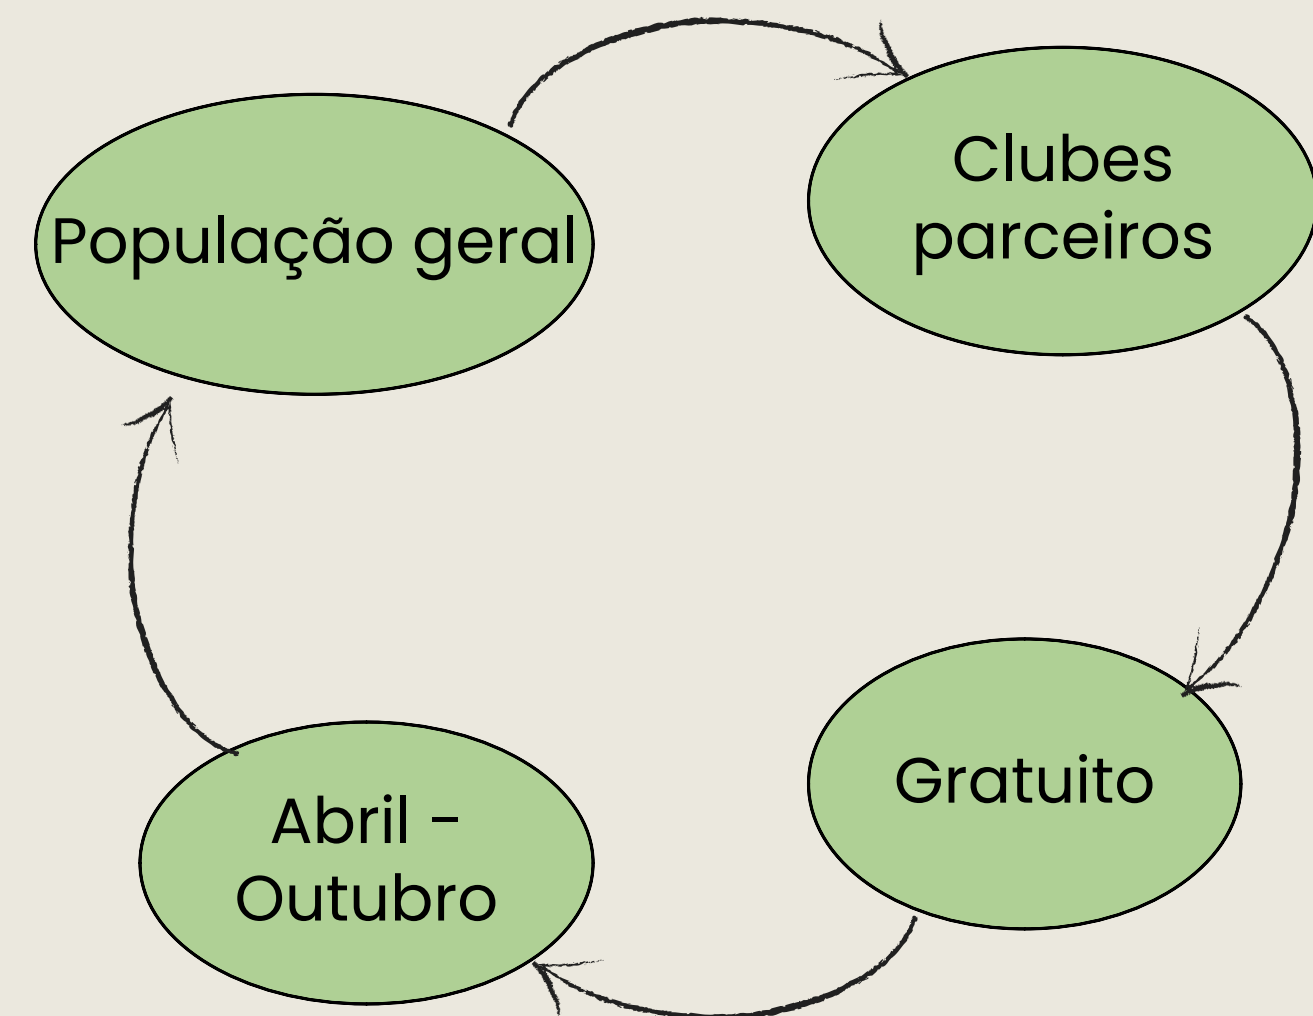 População geral
Clubes
parceiros
Gratuito
Abril -
Outubro